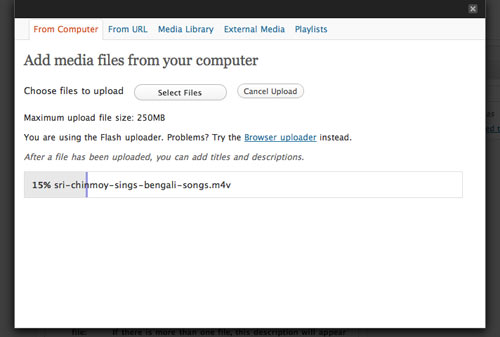 From Computer From URL Media Library External Media Playlists
Add media files from your computer
Choose files to upload Select Files Cancel Upload
Maximum upload file size: 250MB
You are using the Flash uploader. Problems? Try the Browser uploader instead.
After a file has been uploaded, you can add titles and descriptions.
15% sri-chinmoy-sings-bengali-songs.m4v
file: If there is more than one file, this description will appear